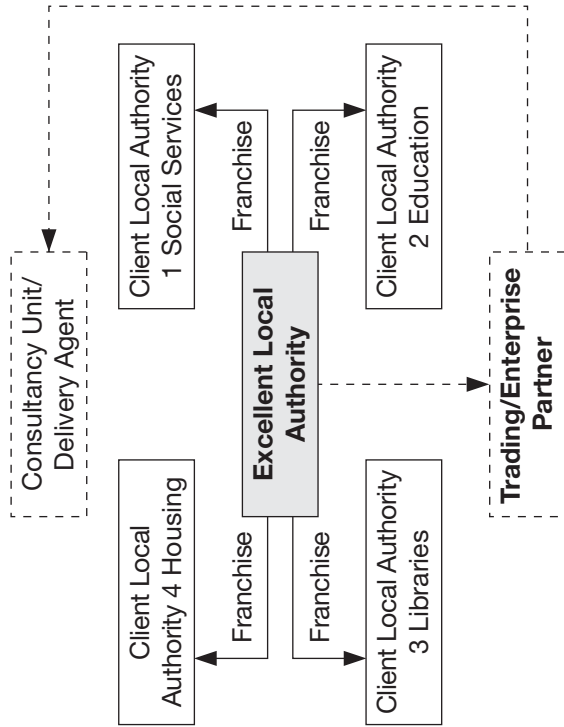 Consultancy Unit/
Delivery Agent
Client Local
Authority 4 Housing
Client Local Authority
1 Social Services
Franchise
Franchise
Excellent Local
Authority
Franchise
Franchise
Client Local Authority
3 Libraries
Client Local Authority
2 Education
Trading/Enterprise
Partner